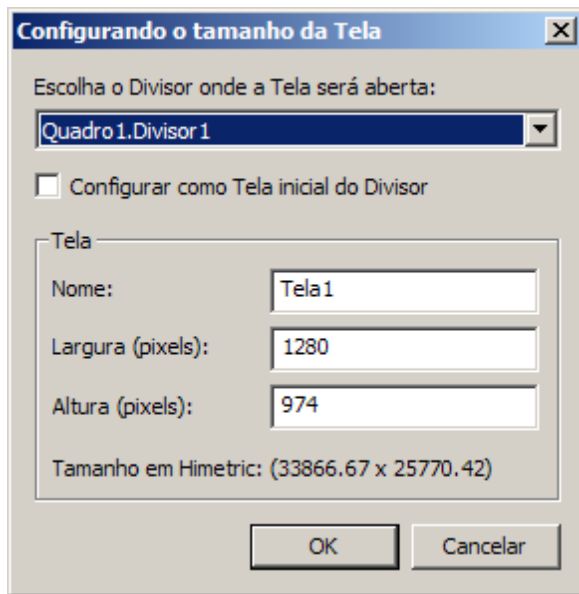 Configurando o tamanho da Tela
Escolha o Divisor onde a Tela será aberta:
Quadro1.Divisor1
Configurar como Tela inicial do Divisor
Tela
Nome: Tela1
Largura (pixels): 1280
Altura (pixels): 974
Tamanho em Himetric: (33866.67 x 25770.42)
OK Cancelar